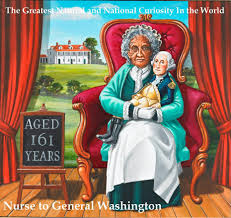 The Greatest Natural and National Curiosity In the World
AGED
161
YEARS
Nurse to General Washington